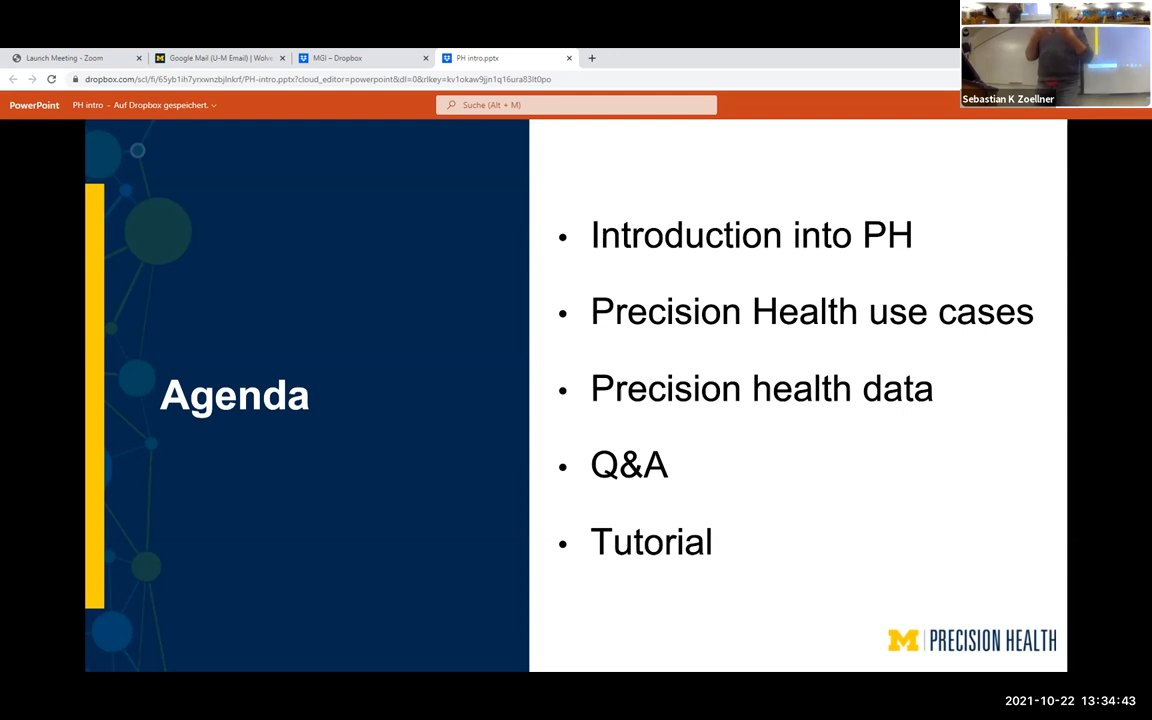 Launch Meeting - Zoom
Google Mail (U-M Email) | Wolve
MGI – Dropbox
PH intro.pptx
dropbox.com/scl/fi/65yb1ih7yrxwnzbjlnkrf/PH-intro.pptx?cloud_editor=powerpoint&dl=0&rlkey=kv1okaw9jjn1q16ura83lt0po
PowerPoint
PH intro - Auf Dropbox gespeichert.
Suche (Alt + M)
Sebastian K Zoellner
Agenda
• Introduction into PH
• Precision Health use cases
• Precision health data
• Q&A
• Tutorial
M | PRECISION HEALTH
2021-10-22 13:34:43